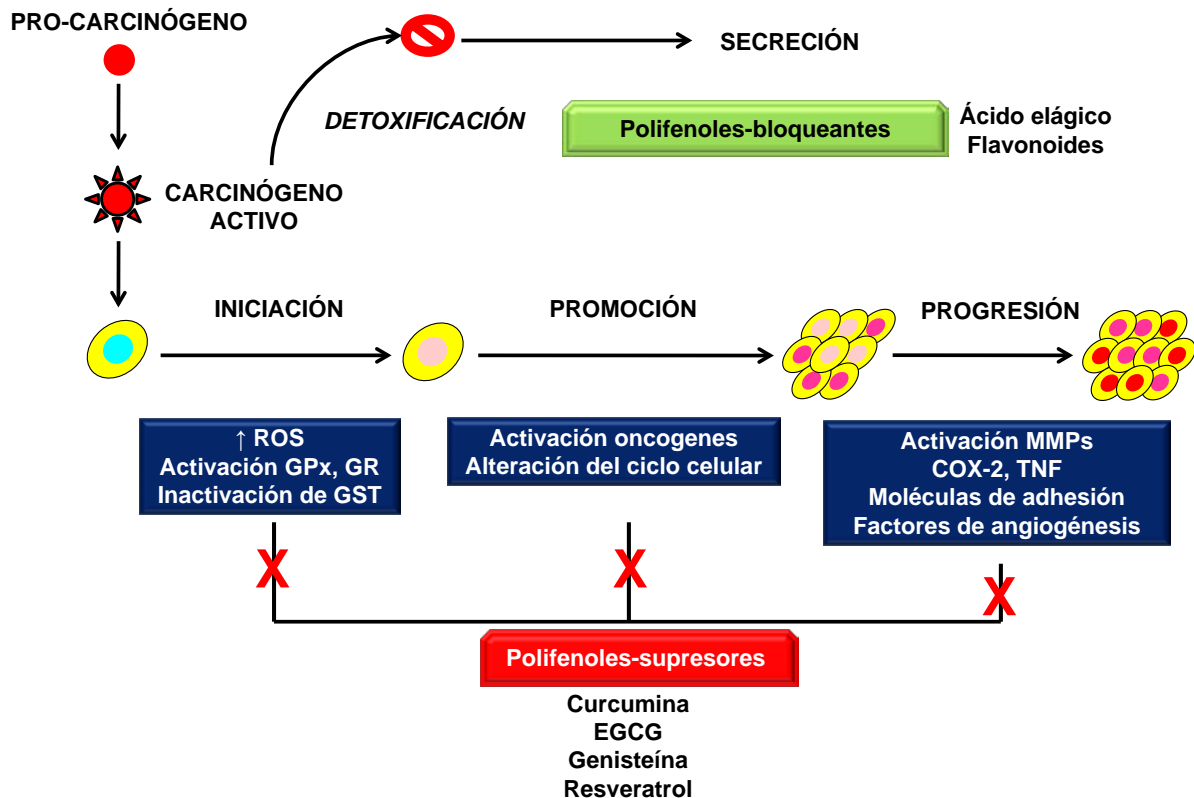 PRO-CARCINÓGENO
SECRECIÓN
DETOXIFICACIÓN
Polifenoles-bloqueantes
Ácido elágico
Flavonoides
CARCINÓGENO
ACTIVO
INICIACIÓN
PROMOCIÓN
PROGRESIÓN
↑ ROS
Activación GPx, GR
Inactivación de GST
Activación oncogenes
Alteración del ciclo celular
Activación MMPs
COX-2, TNF
Moléculas de adhesión
Factores de angiogénesis
X
X
X
Polifenoles-supresores
Curcumina
EGCG
Genisteína
Resveratrol